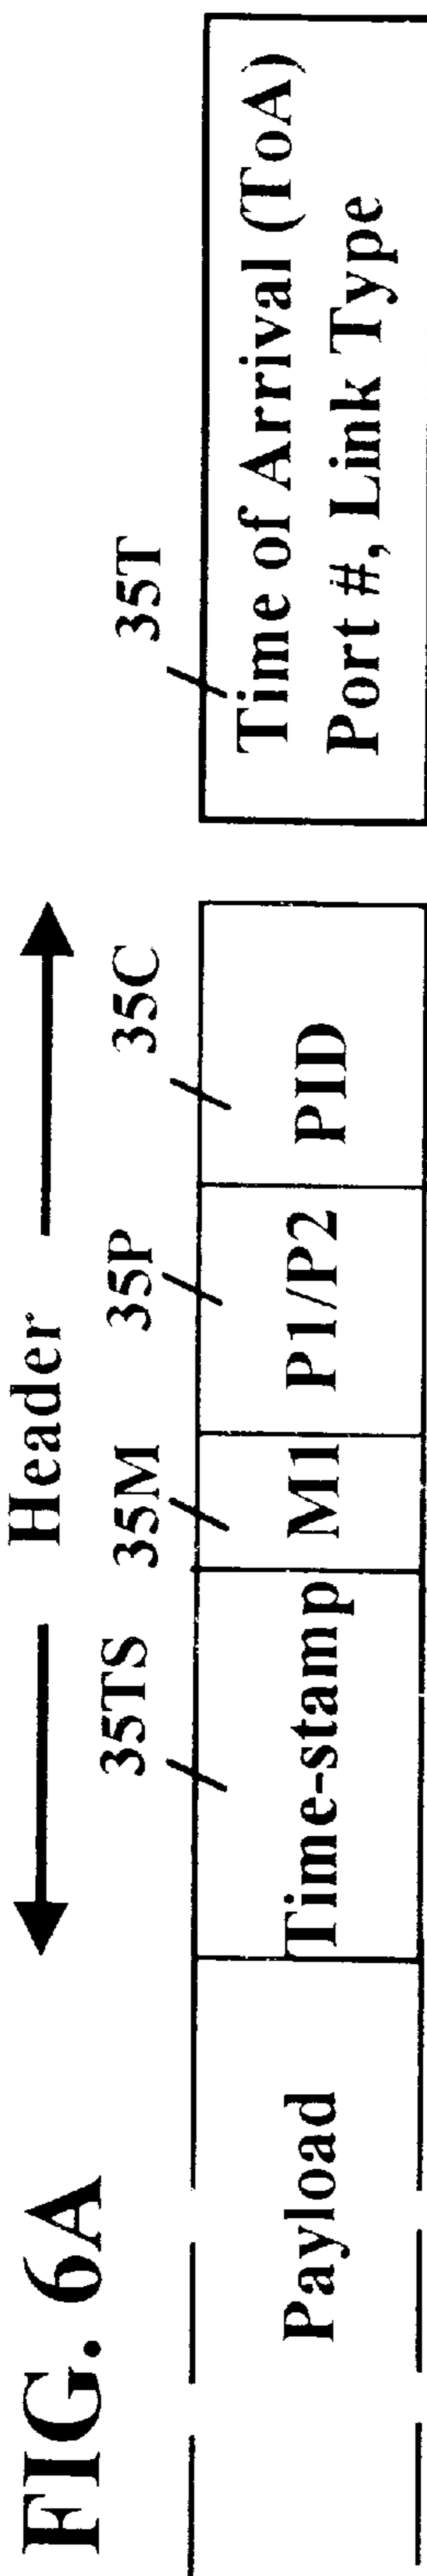 FIG. 6A
Header
35TS
35M
35P
35C
35T
Payload
Time-stamp
M1
P1/P2
PID
Time of Arrival (ToA)
Port #, Link Type